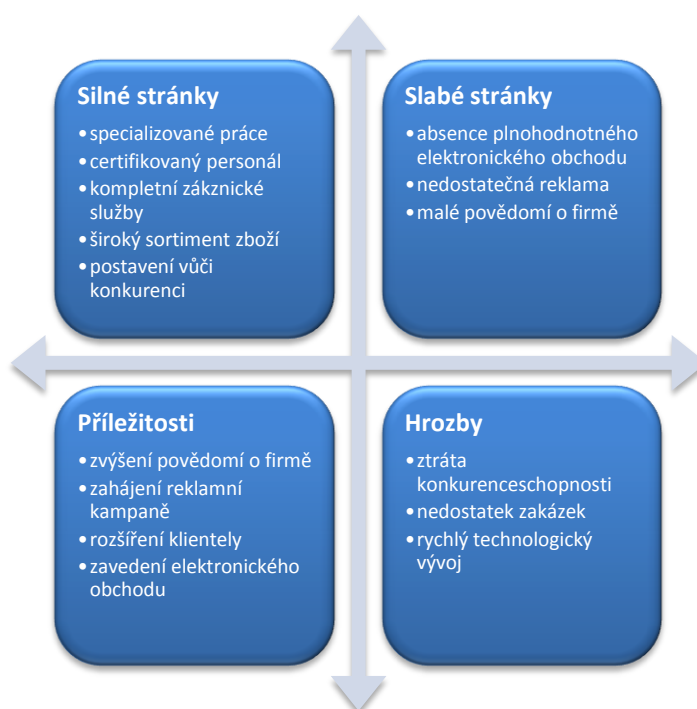 Silné stránky
•specializované práce
•certifikovaný personál
•kompletní zákznické
služby
•široký sortiment zboží
•postavení vůči
konkurenci
Slabé stránky
•absence plnohodnotného
elektronického obchodu
•nedostatečná reklama
•malé povědomí o firmě
Příležitosti
•zvýšení povědomí o firmě
•zahájení reklamní
kampaně
•rozšíření klientely
•zavedení elektronického
obchodu
Hrozby
•ztráta
konkurenceschopnosti
•nedostatek zakázek
•rychlý technologický
vývoj